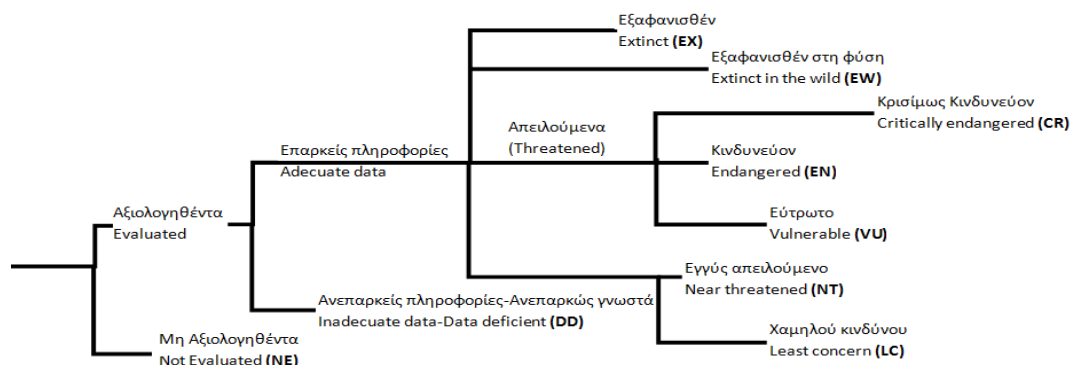 Εξαφανισθέν
Extinct (EX)
Εξαφανισθέν στη φύση
Extinct in the wild (EW)
Κρισίμως Κινδυνεύον
Critically endangered (CR)
Απειλούμενα
(Threatened)
Επαρκείς πληροφορίες
Adecuate data
Κινδυνεύον
Endangered (EN)
Αξιολογηθέντα
Evaluated
Εύτρωτο
Vulnerable (VU)
Εγγύς απειλούμενο
Near threatened (NT)
Ανεπαρκείς πληροφορίες-Ανεπαρκώς γνωστά
Inadecuate data-Data deficient (DD)
Χαμηλού κινδύνου
Least concern (LC)
Μη Αξιολογηθέντα
Not Evaluated (NE)